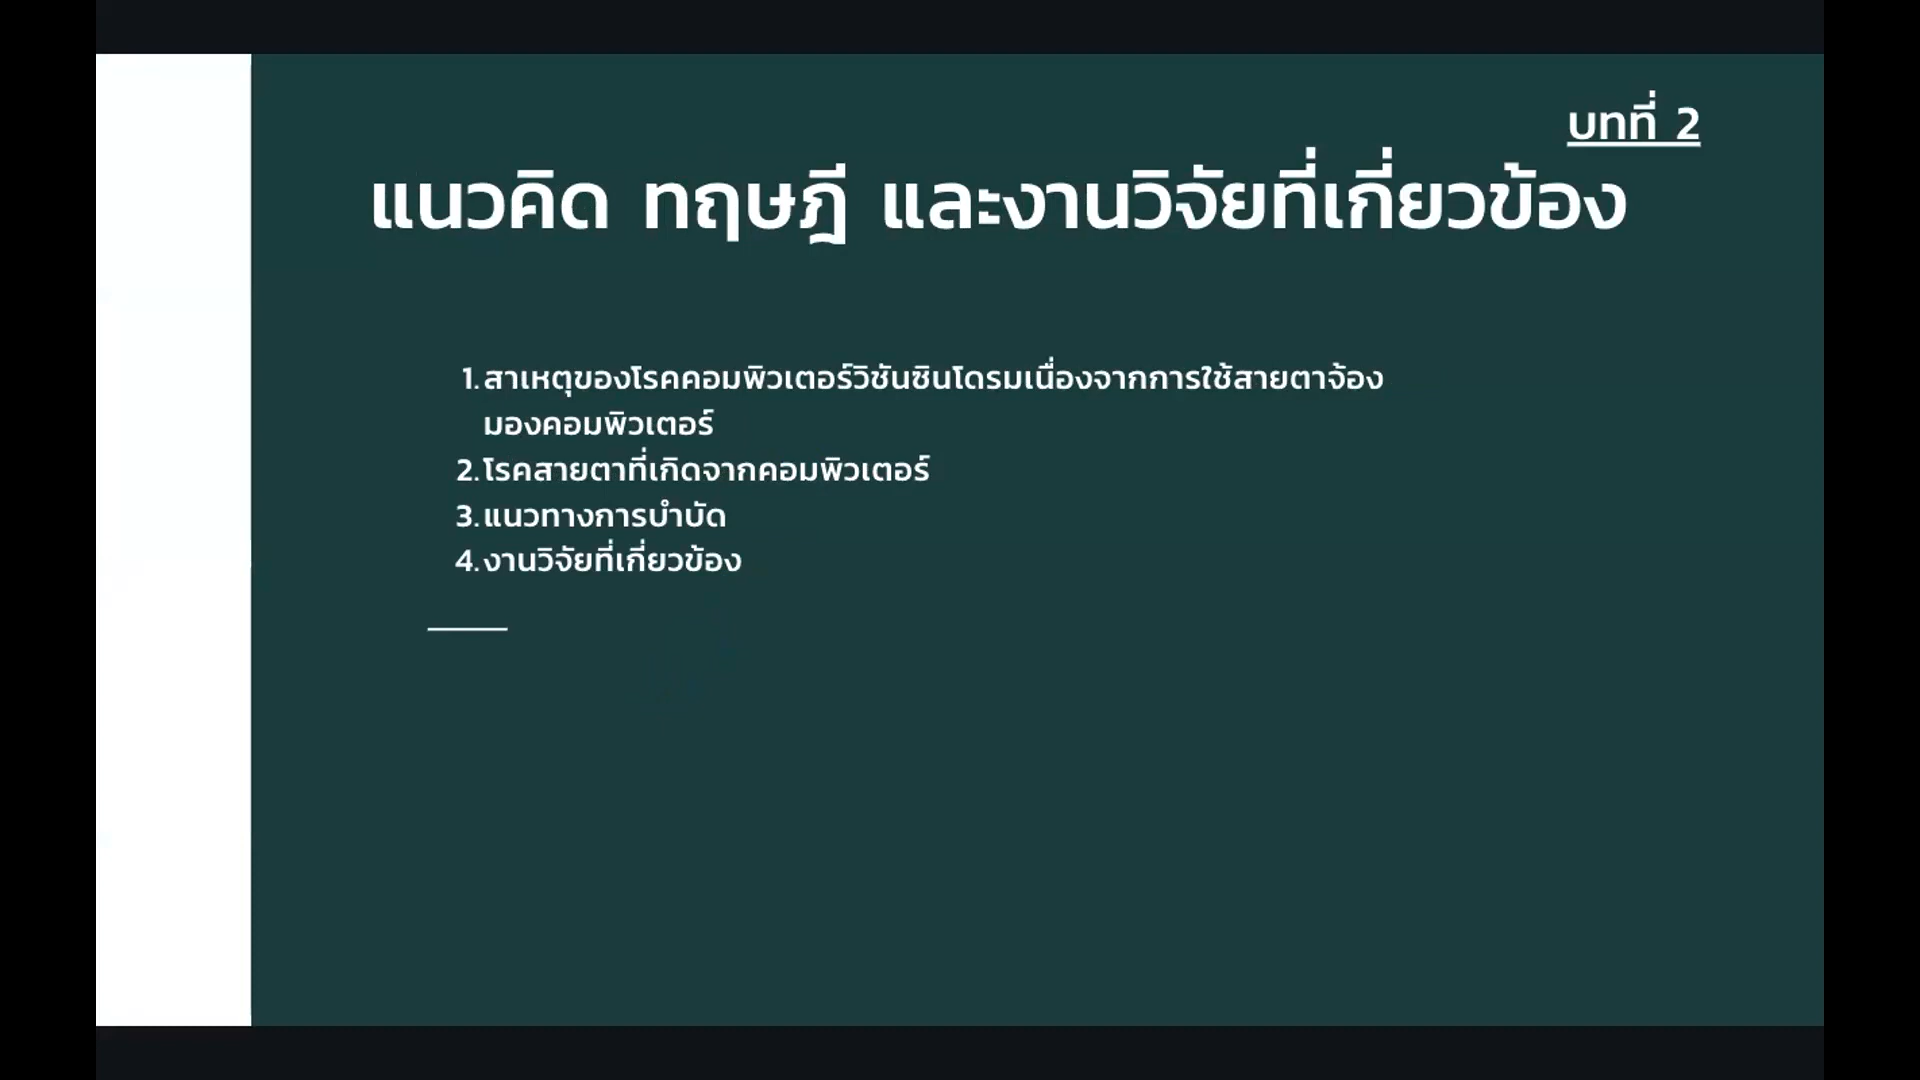 บทที่ 2
แนวคิด ทฤษฎี และงานวิจัยที่เกี่ยวข้อง
1. สาเหตุของโรคคอมพิวเตอร์วิชันซินโดรมเนื่องจากการใช้สายตาจ้อง
มองคอมพิวเตอร์
2. โรคสายตาที่เกิดจากคอมพิวเตอร์
3. แนวทางการบำบัด
4. งานวิจัยที่เกี่ยวข้อง